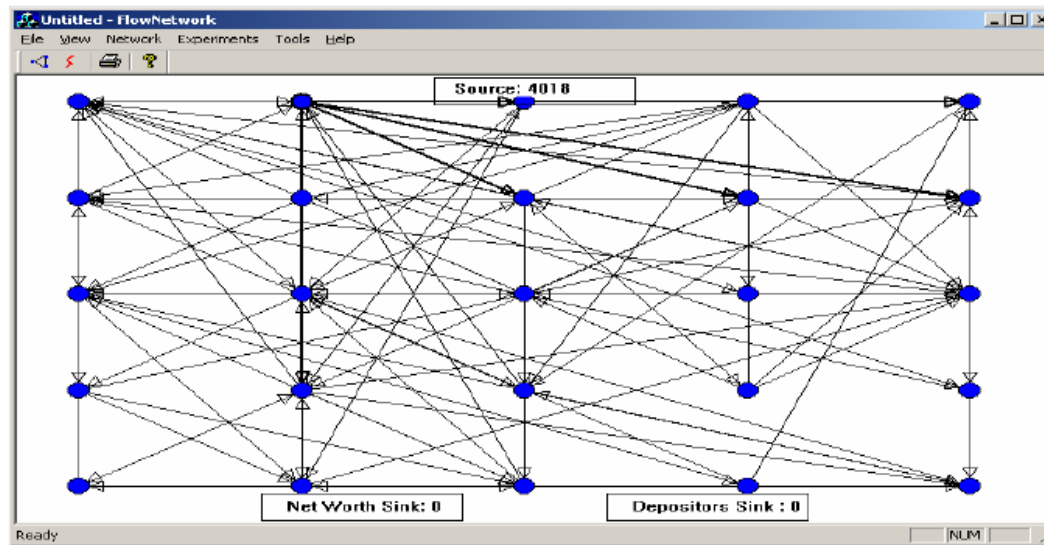 Untitled - FlowNetwork
File View Network Experiments Tools Help
Source: 4018
Net Worth Sink: 0
Depositors Sink : 0
Ready
NUM